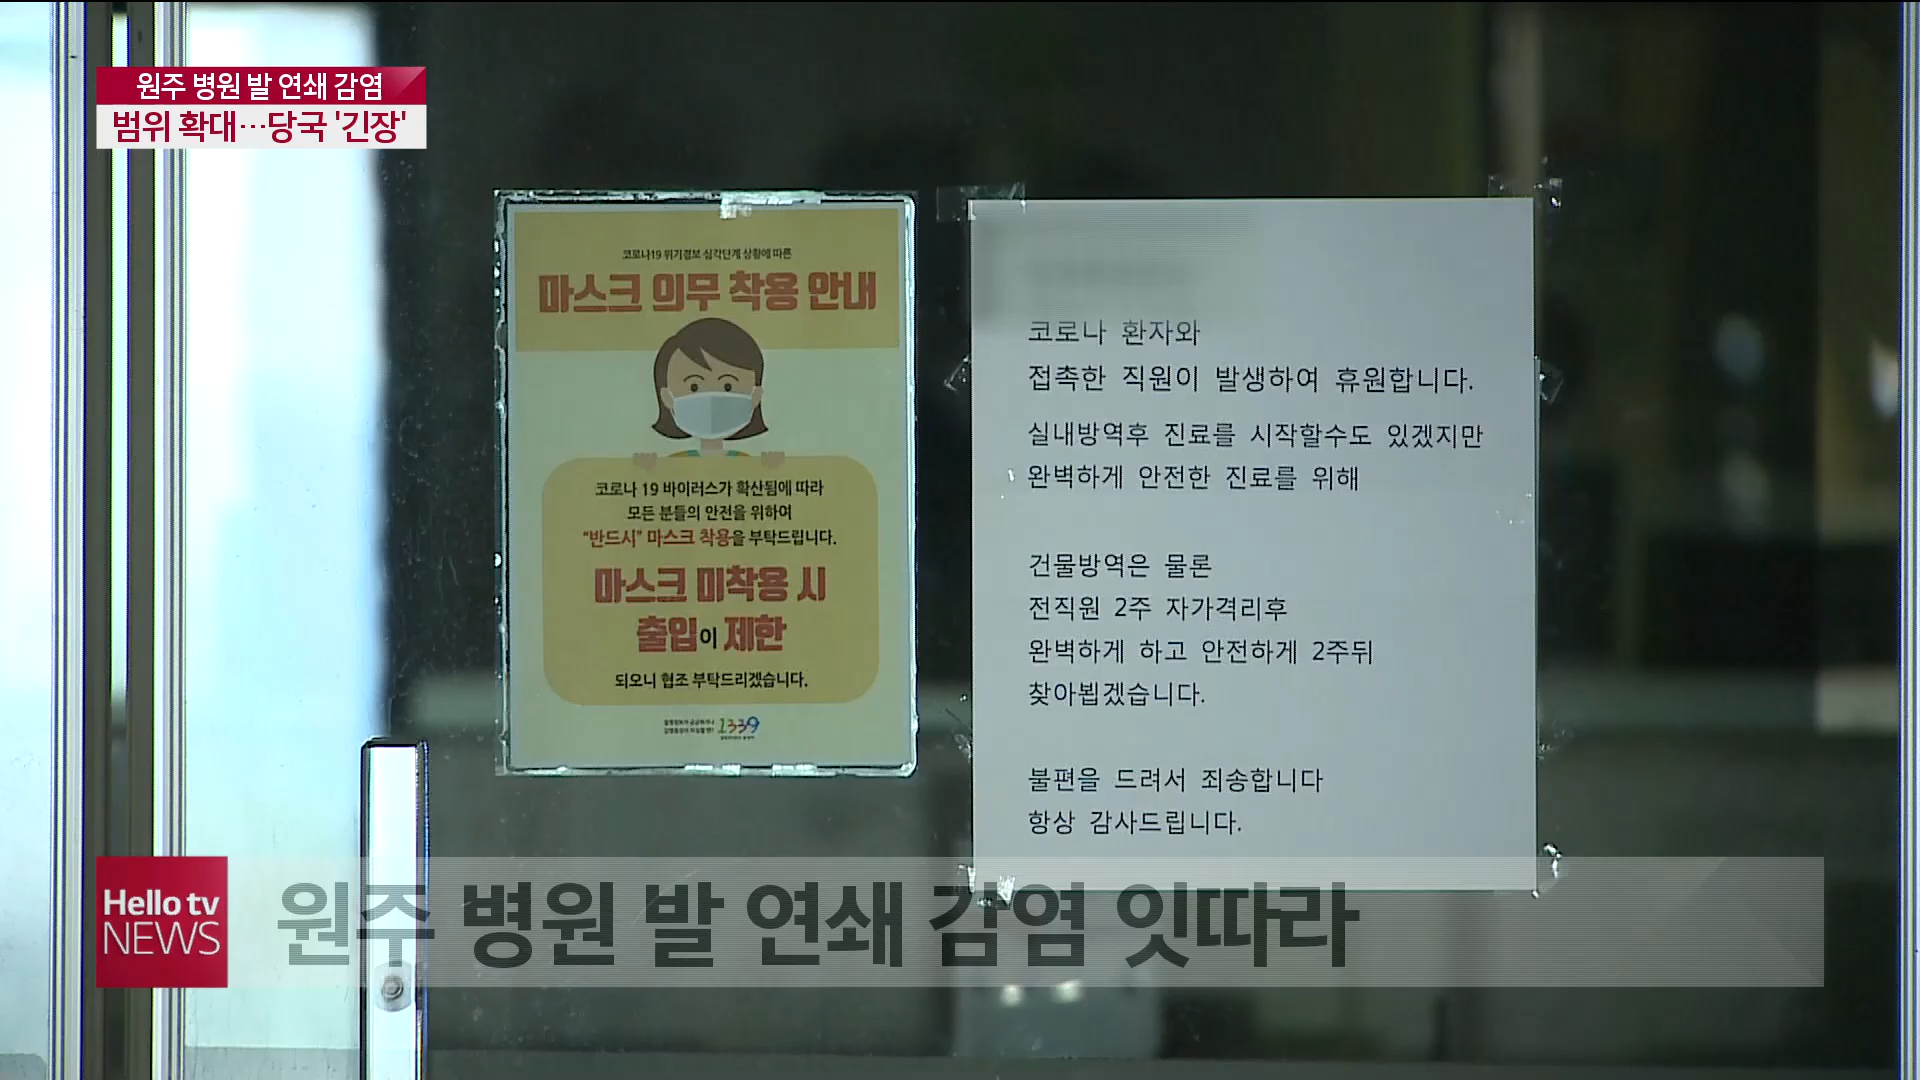 원주 병원 발 연쇄 감염
범위 확대…당국 '긴장'
코로나19 위기경보 심각단계 상황에 따른
마스크 의무 착용 안내
코로나 19 바이러스가 확산됨에 따라
모든 분들의 안전을 위하여
“반드시” 마스크 착용을 부탁드립니다.
마스크 미착용 시
출입이 제한
되오니 협조 부탁드리겠습니다.
1339
코로나 환자와
접촉한 직원이 발생하여 휴원합니다.
실내방역후 진료를 시작할수도 있겠지만
완벽하게 안전한 진료를 위해
건물방역은 물론
전직원 2주 자가격리후
완벽하게 하고 안전하게 2주뒤
찾아뵙겠습니다.
불편을 드려서 죄송합니다
항상 감사드립니다.
Hello tv
NEWS
원주 병원 발 연쇄 감염 잇따라